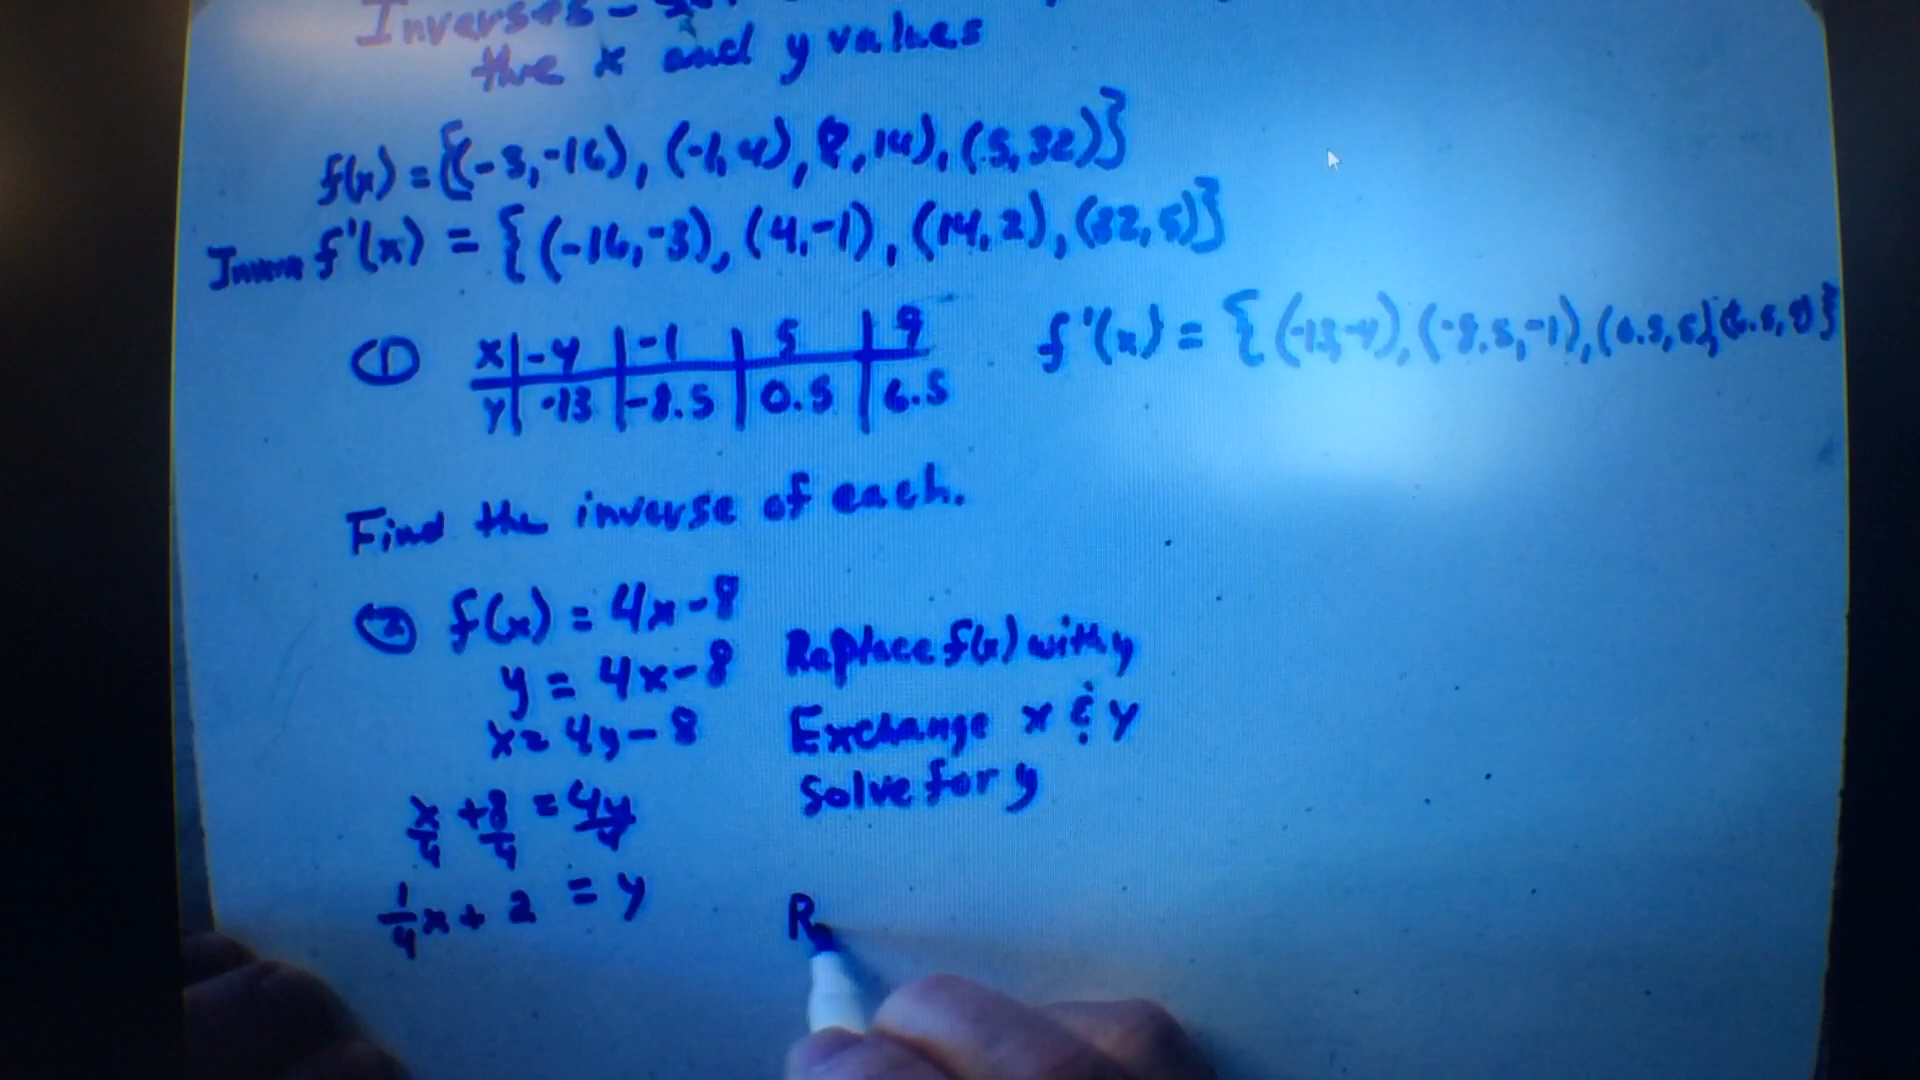 Inverses -
the x and y values
f(x) = {(-3,-16), (-1,4), (2,14), (5,32)}
Inverse f'(x) = {(-16,-3), (4,-1), (14,2), (32,5)}
① x | -4 | -1 | 5 | 9
y | -13 | -8.5 | 0.5 | 6.5
f'(x) = {(-13,-4), (-8.5,-1), (0.5,5), (6.5,9)}
Find the inverse of each.
② f(x) = 4x-8
y = 4x-8 Replace f(x) with y
x = 4y-8 Exchange x & y
x/4 + 8/4 = 4y/4 Solve for y
1/4 x + 2 = y R